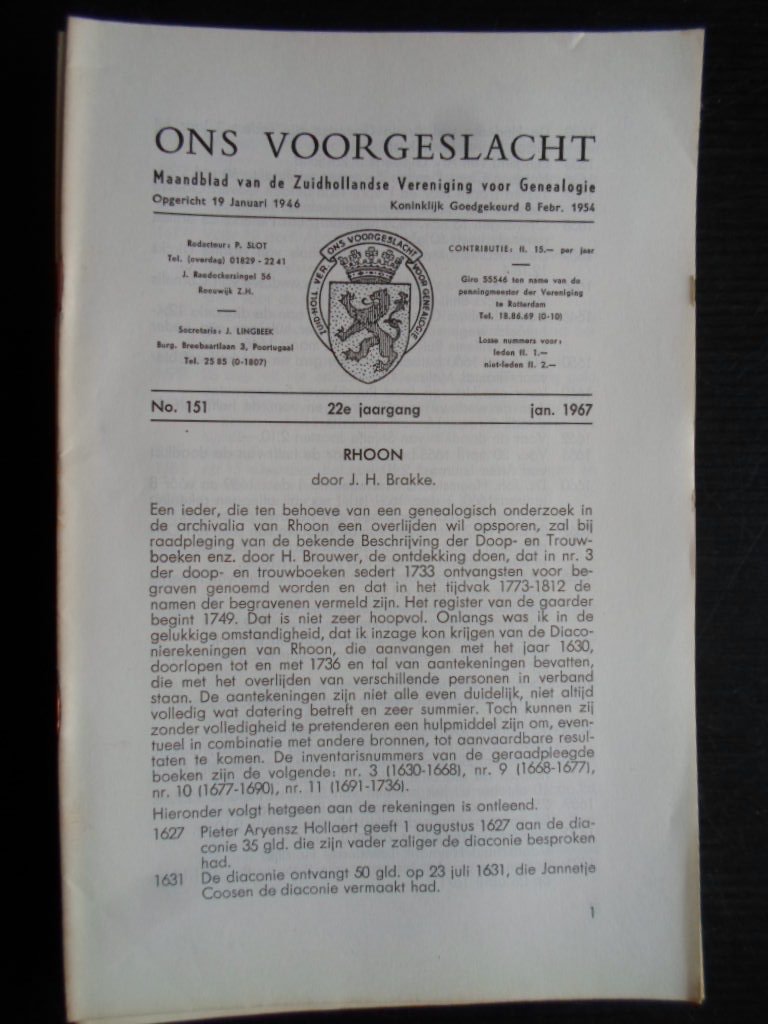 ONS VOORGESLACHT
Maandblad van de Zuidhollandse Vereniging voor Genealogie
Opgericht 19 Januari 1946 Koninklijk Goedgekeurd 8 Febr. 1954
Redacteur: P. SLOT
Tel. (overdag) 01829 - 22 41
J. Raedeckersingel 56
Reeuwijk Z.H.
Secretaris: J. LINGBEEK
Burg. Breebaartlaan 3, Poortugaal
Tel. 25 85 (0-1807)
ZUID-HOLL VER. ONS VOORGESLACHT VOOR GENEALOGIE
CONTRIBUTIE: fl. 15.— per jaar
Giro 55546 ten name van de
penningmeester der Vereniging
te Rotterdam
Tel. 18.86.69 (0-10)
Losse nummers voor:
leden fl. 1.—
niet-leden fl. 2.—
No. 151 22e jaargang jan. 1967
RHOON
door J. H. Brakke.
Een ieder, die ten behoeve van een genealogisch onderzoek in
de archivalia van Rhoon een overlijden wil opsporen, zal bij
raadpleging van de bekende Beschrijving der Doop- en Trouw-
boeken enz. door H. Brouwer, de ontdekking doen, dat in nr. 3
der doop- en trouwboeken sedert 1733 ontvangsten voor be-
graven genoemd worden en dat in het tijdvak 1773-1812 de
namen der begravenen vermeld zijn. Het register van de gaarder
begint 1749. Dat is niet zeer hoopvol. Onlangs was ik in de
gelukkige omstandigheid, dat ik inzage kon krijgen van de Diaco-
nierekeningen van Rhoon, die aanvangen met het jaar 1630,
doorlopen tot en met 1736 en tal van aantekeningen bevatten,
die met het overlijden van verschillende personen in verband
staan. De aantekeningen zijn niet alle even duidelijk, niet altijd
volledig wat datering betreft en zeer summier. Toch kunnen zij
zonder volledigheid te pretenderen een hulpmiddel zijn om, even-
tueel in combinatie met andere bronnen, tot aanvaardbare resul-
taten te komen. De inventarisnummers van de geraadpleegde
boeken zijn de volgende: nr. 3 (1630-1668), nr. 9 (1668-1677),
nr. 10 (1677-1690), nr. 11 (1691-1736).
Hieronder volgt hetgeen aan de rekeningen is ontleend.
1627 Pieter Aryensz Hollaert geeft 1 augustus 1627 aan de dia-
conie 35 gld. die zijn vader zaliger de diaconie besproken
had.
1631 De diaconie ontvangt 50 gld. op 23 juli 1631, die Jannetje
Coosen de diaconie vermaakt had.
1